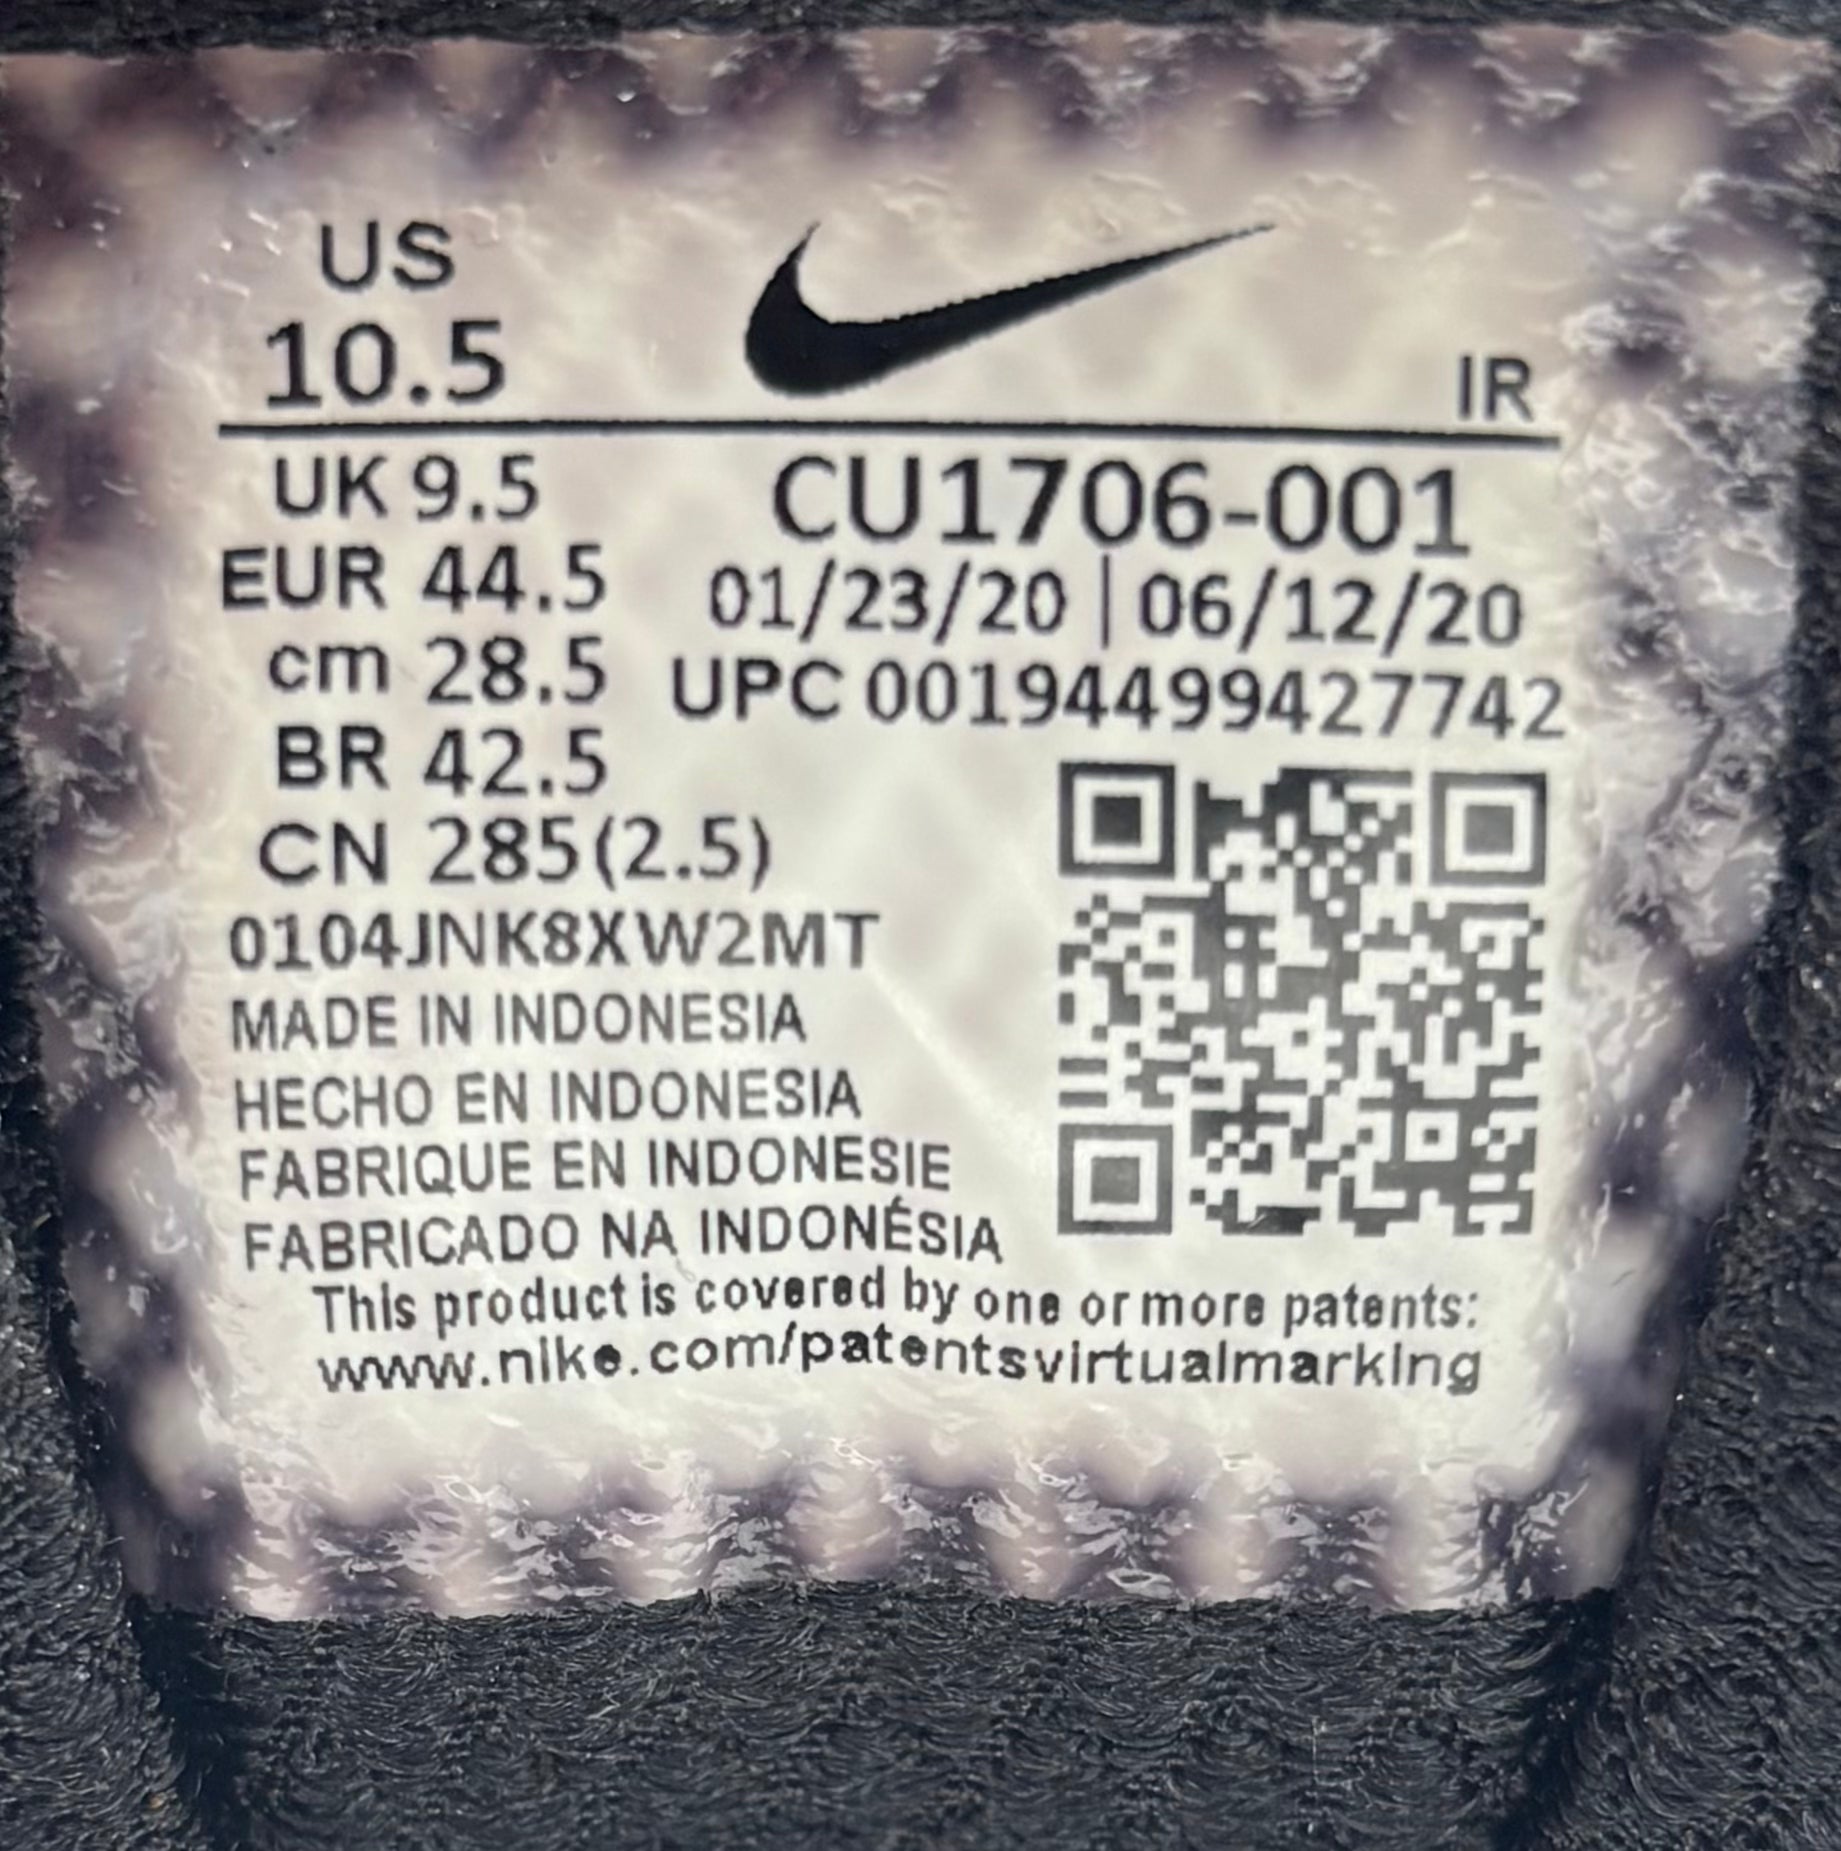 US
10.5
IR
UK 9.5
CU1706-001
EUR 44.5
01/23/20 | 06/12/20
cm 28.5
UPC 00194499427742
BR 42.5
CN 285(2.5)
0104JNK8XW2MT
MADE IN INDONESIA
HECHO EN INDONESIA
FABRIQUE EN INDONESIE
FABRICADO NA INDONÉSIA
This product is covered by one or more patents:
www.nike.com/patentsvirtualmarking